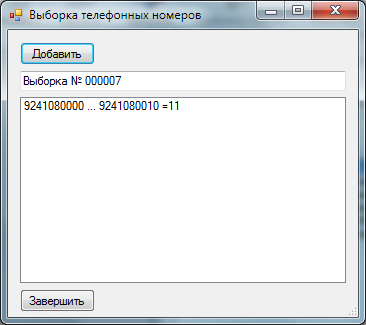 Выборка телефонных номеров
Добавить
Выборка № 000007
9241080000 ... 9241080010 =11
Завершить